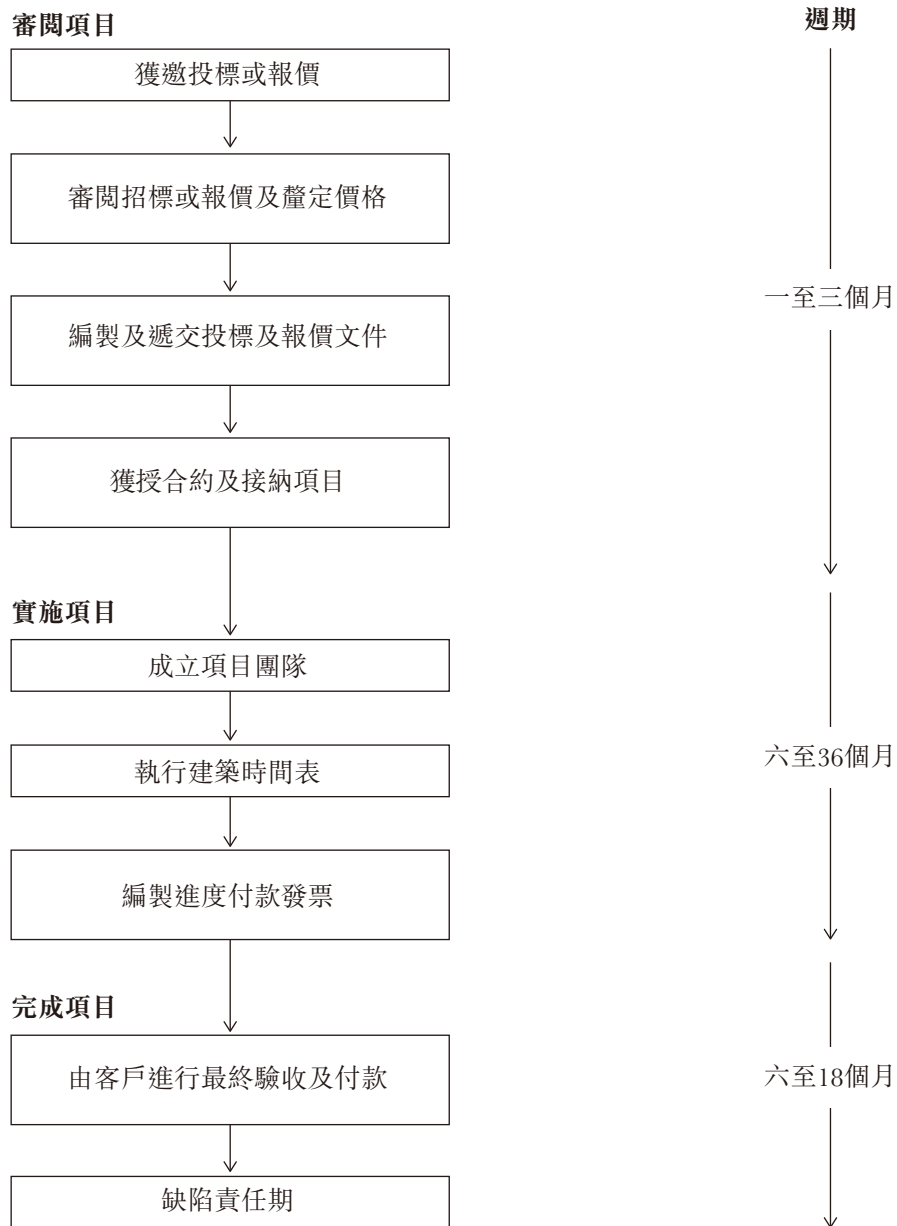 審閱項目
週期
獲邀投標或報價
審閱招標或報價及釐定價格
一至三個月
編製及遞交投標及報價文件
獲授合約及接納項目
實施項目
成立項目團隊
執行建築時間表
六至36個月
編製進度付款發票
完成項目
由客戶進行最終驗收及付款
六至18個月
缺陷責任期